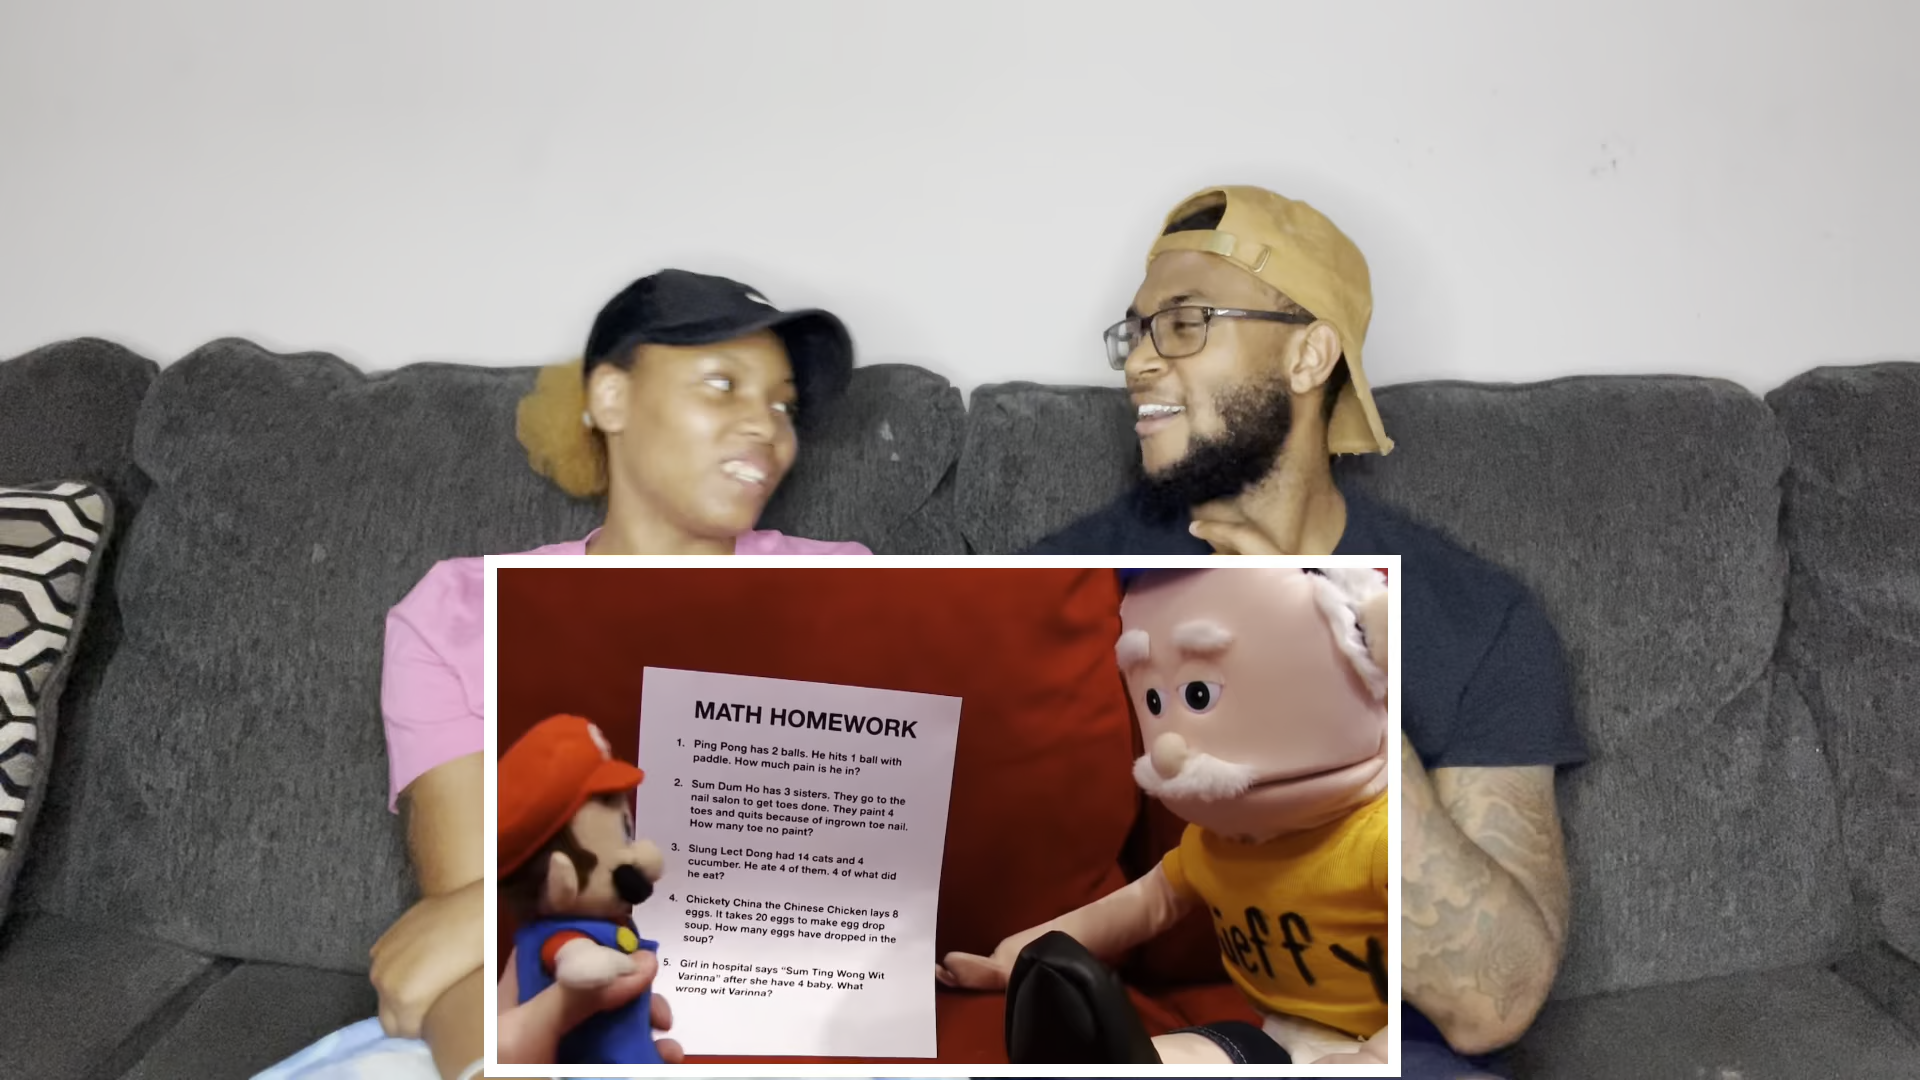 MATH HOMEWORK
1. Ping Pong has 2 balls. He hits 1 ball with
paddle. How much pain is he in?
2. Sum Dum Ho has 3 sisters. They go to the
nail salon to get toes done. They paint 4
toes and quits because of ingrown toe nail.
How many toe no paint?
3. Slung Lect Dong had 14 cats and 4
cucumber. He ate 4 of them. 4 of what did
he eat?
4. Chickety China the Chinese Chicken lays 8
eggs. It takes 20 eggs to make egg drop
soup. How many eggs have dropped in the
soup?
5. Girl in hospital says "Sum Ting Wong Wit
Varinna" after she have 4 baby. What
wrong wit Varinna?
Jeffy